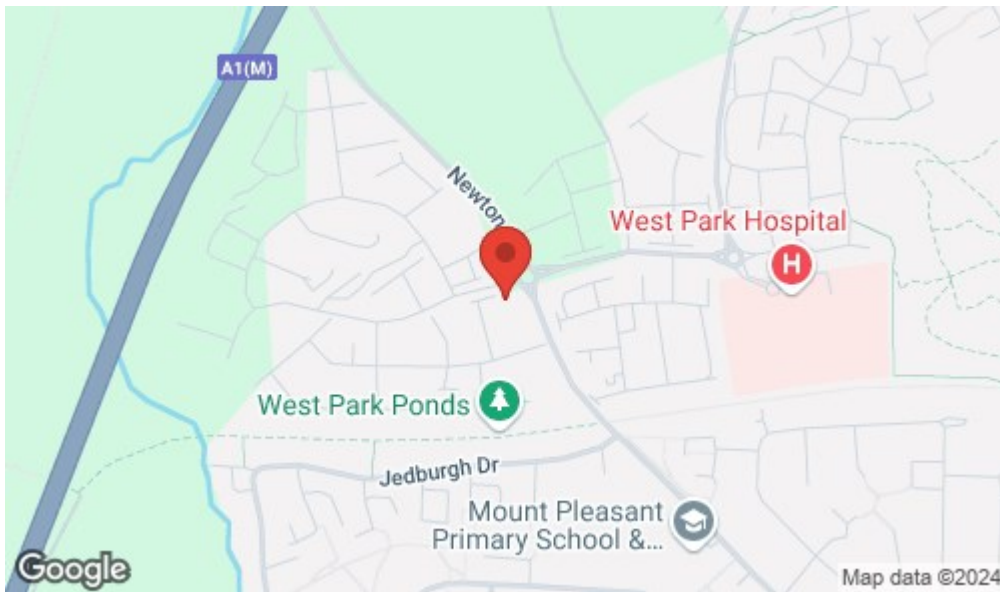 A1(M)
Newton
West Park Hospital
H
West Park Ponds
Jedburgh Dr
Mount Pleasant
Primary School &...
Google
Map data ©2024